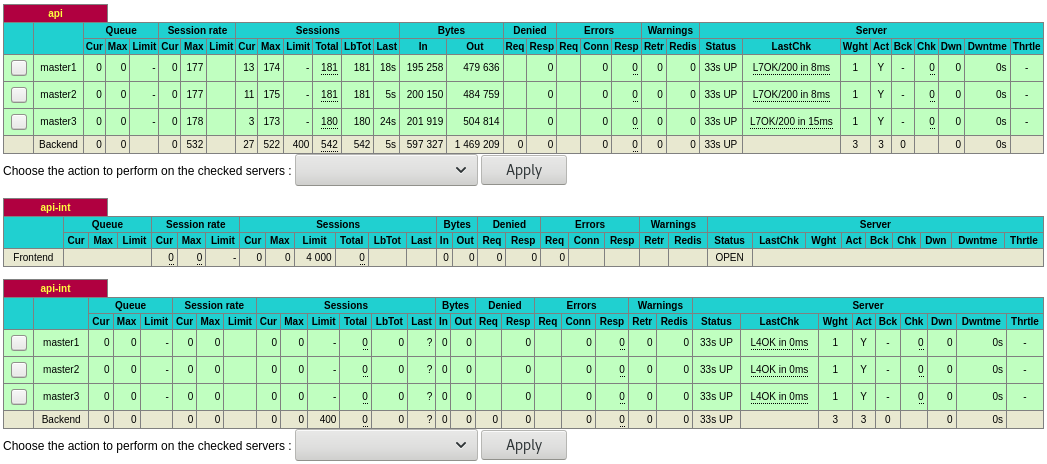 api
Queue Session rate Sessions Bytes Denied Errors Warnings Server
Cur Max Limit Cur Max Limit Cur Max Limit Total LbTot Last In Out Req Resp Req Conn Resp Retr Redis Status LastChk Wght Act Bck Chk Dwn Dwntme Thrtle
master1 0 0 - 0 177 13 174 - 181 181 18s 195 258 479 636 0 0 0 0 0 33s UP L7OK/200 in 8ms 1 Y - 0 0 0s -
master2 0 0 - 0 177 11 175 - 181 181 5s 200 150 484 759 0 0 0 0 0 33s UP L7OK/200 in 8ms 1 Y - 0 0 0s -
master3 0 0 - 0 178 3 173 - 180 180 24s 201 919 504 814 0 0 0 0 0 33s UP L7OK/200 in 15ms 1 Y - 0 0 0s -
Backend 0 0 0 532 27 522 400 542 542 5s 597 327 1 469 209 0 0 0 0 0 0 33s UP 3 3 0 0 0s
Choose the action to perform on the checked servers : Apply
api-int
Queue Session rate Sessions Bytes Denied Errors Warnings Server
Cur Max Limit Cur Max Limit Cur Max Limit Total LbTot Last In Out Req Resp Req Conn Resp Retr Redis Status LastChk Wght Act Bck Chk Dwn Dwntme Thrtle
Frontend 0 0 - 0 0 4 000 0 0 0 0 0 0 OPEN
api-int
Queue Session rate Sessions Bytes Denied Errors Warnings Server
Cur Max Limit Cur Max Limit Cur Max Limit Total LbTot Last In Out Req Resp Req Conn Resp Retr Redis Status LastChk Wght Act Bck Chk Dwn Dwntme Thrtle
master1 0 0 - 0 0 0 0 - 0 0 ? 0 0 0 0 0 0 0 33s UP L4OK in 0ms 1 Y - 0 0 0s -
master2 0 0 - 0 0 0 0 - 0 0 ? 0 0 0 0 0 0 0 33s UP L4OK in 0ms 1 Y - 0 0 0s -
master3 0 0 - 0 0 0 0 - 0 0 ? 0 0 0 0 0 0 0 33s UP L4OK in 0ms 1 Y - 0 0 0s -
Backend 0 0 0 0 0 0 400 0 0 ? 0 0 0 0 0 0 0 0 33s UP 3 3 0 0 0s
Choose the action to perform on the checked servers : Apply